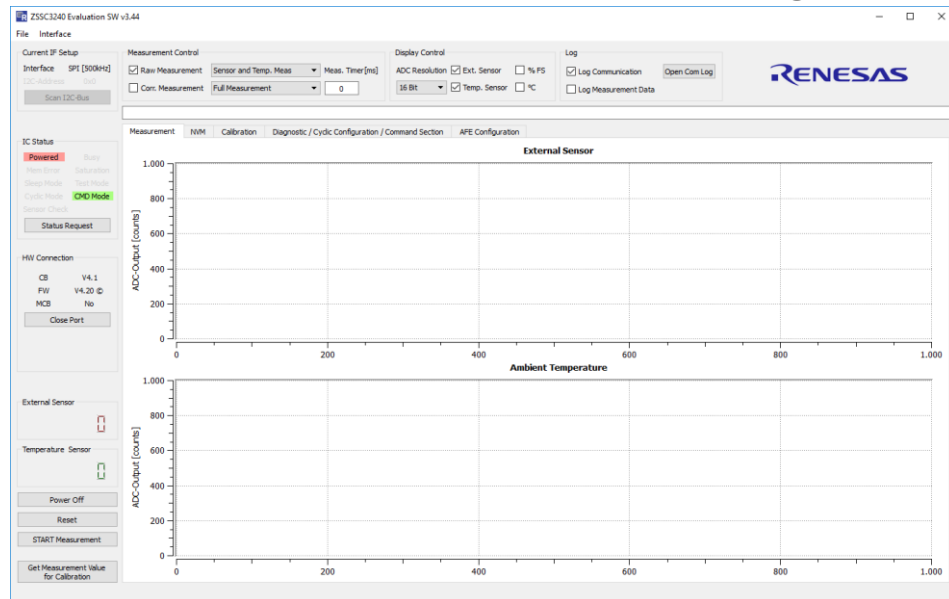 ZSSC3240 Evaluation SW v3.44
File Interface
Current IF Setup
Interface SPI [500kHz]
I2C-Address 0x0
Scan I2C-Bus
Measurement Control
Raw Measurement Sensor and Temp. Meas Meas. Timer[ms]
Corr. Measurement Full Measurement 0
Display Control
ADC Resolution Ext. Sensor % FS
16 Bit Temp. Sensor °C
Log
Log Communication Open Com Log
Log Measurement Data
RENESAS
Measurement NVM Calibration Diagnostic / Cyclic Configuration / Command Section AFE Configuration
IC Status
Powered Busy
Mem Error Saturation
Sleep Mode Test Mode
Cyclic Mode CMD Mode
Sensor Check
Status Request
HW Connection
CB V4.1
FW V4.20 ©
MCB No
Close Port
External Sensor
0
Temperature Sensor
0
Power Off
Reset
START Measurement
Get Measurement Value
for Calibration
External Sensor
ADC-Output [counts]
1.000
800
600
400
200
0
0 200 400 600 800 1.000
Ambient Temperature
ADC-Output [counts]
1.000
800
600
400
200
0
0 200 400 600 800 1.000